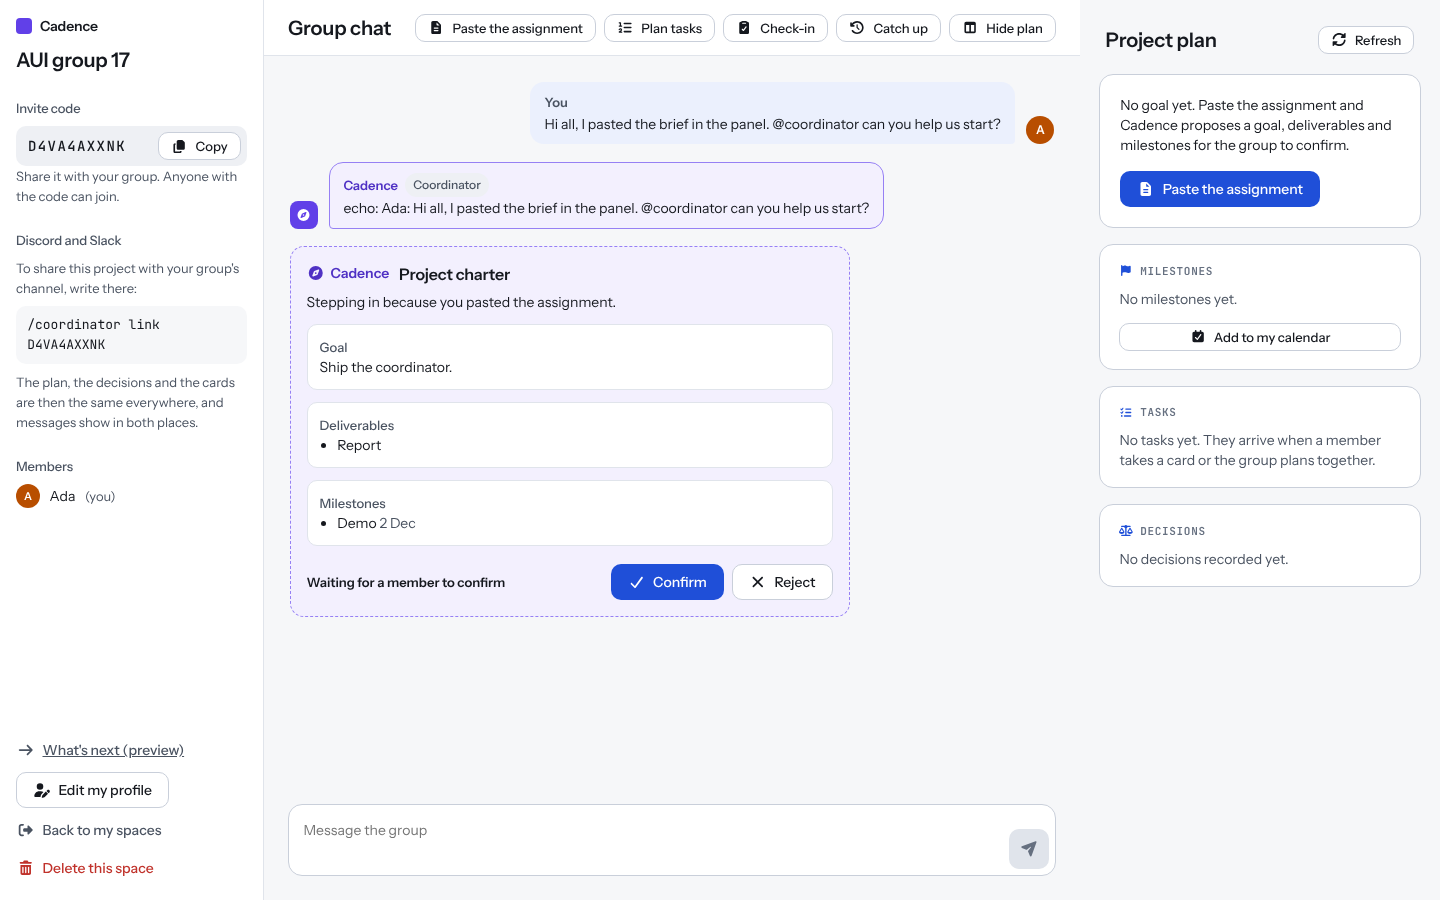 Cadence
AUI group 17
Invite code
D4VA4AXXNK
Copy
Share it with your group. Anyone with
the code can join.
Discord and Slack
To share this project with your group's
channel, write there:
/coordinator link
D4VA4AXXNK
The plan, the decisions and the cards
are then the same everywhere, and
messages show in both places.
Members
A
Ada (you)
What's next (preview)
Edit my profile
Back to my spaces
Delete this space
Group chat
Paste the assignment
Plan tasks
Check-in
Catch up
Hide plan
You
Hi all, I pasted the brief in the panel. @coordinator can you help us start?
A
Cadence Coordinator
echo: Ada: Hi all, I pasted the brief in the panel. @coordinator can you help us start?
Cadence Project charter
Stepping in because you pasted the assignment.
Goal
Ship the coordinator.
Deliverables
• Report
Milestones
• Demo 2 Dec
Waiting for a member to confirm
Confirm
Reject
Message the group
Project plan
Refresh
No goal yet. Paste the assignment and
Cadence proposes a goal, deliverables and
milestones for the group to confirm.
Paste the assignment
MILESTONES
No milestones yet.
Add to my calendar
TASKS
No tasks yet. They arrive when a member
takes a card or the group plans together.
DECISIONS
No decisions recorded yet.